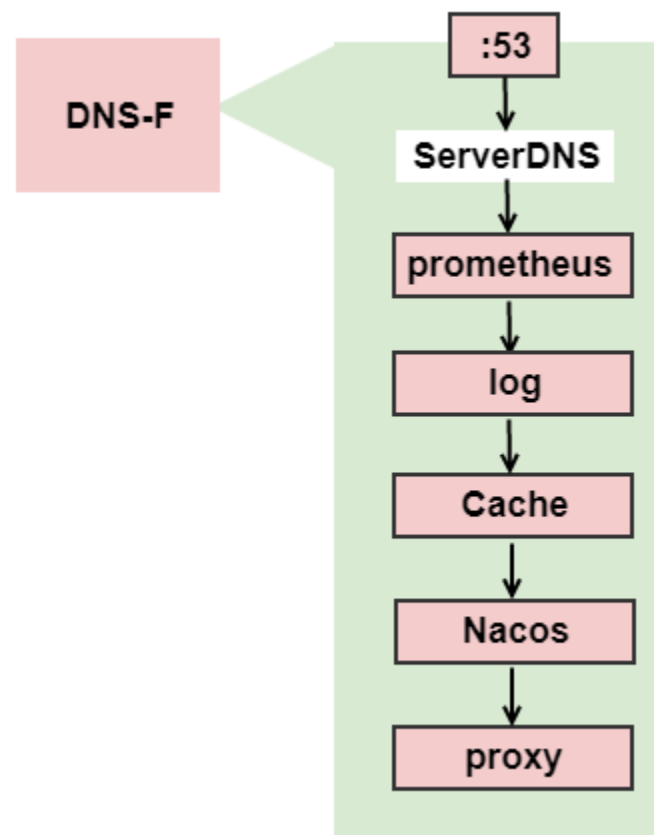 DNS-F
:53
ServerDNS
prometheus
log
Cache
Nacos
proxy